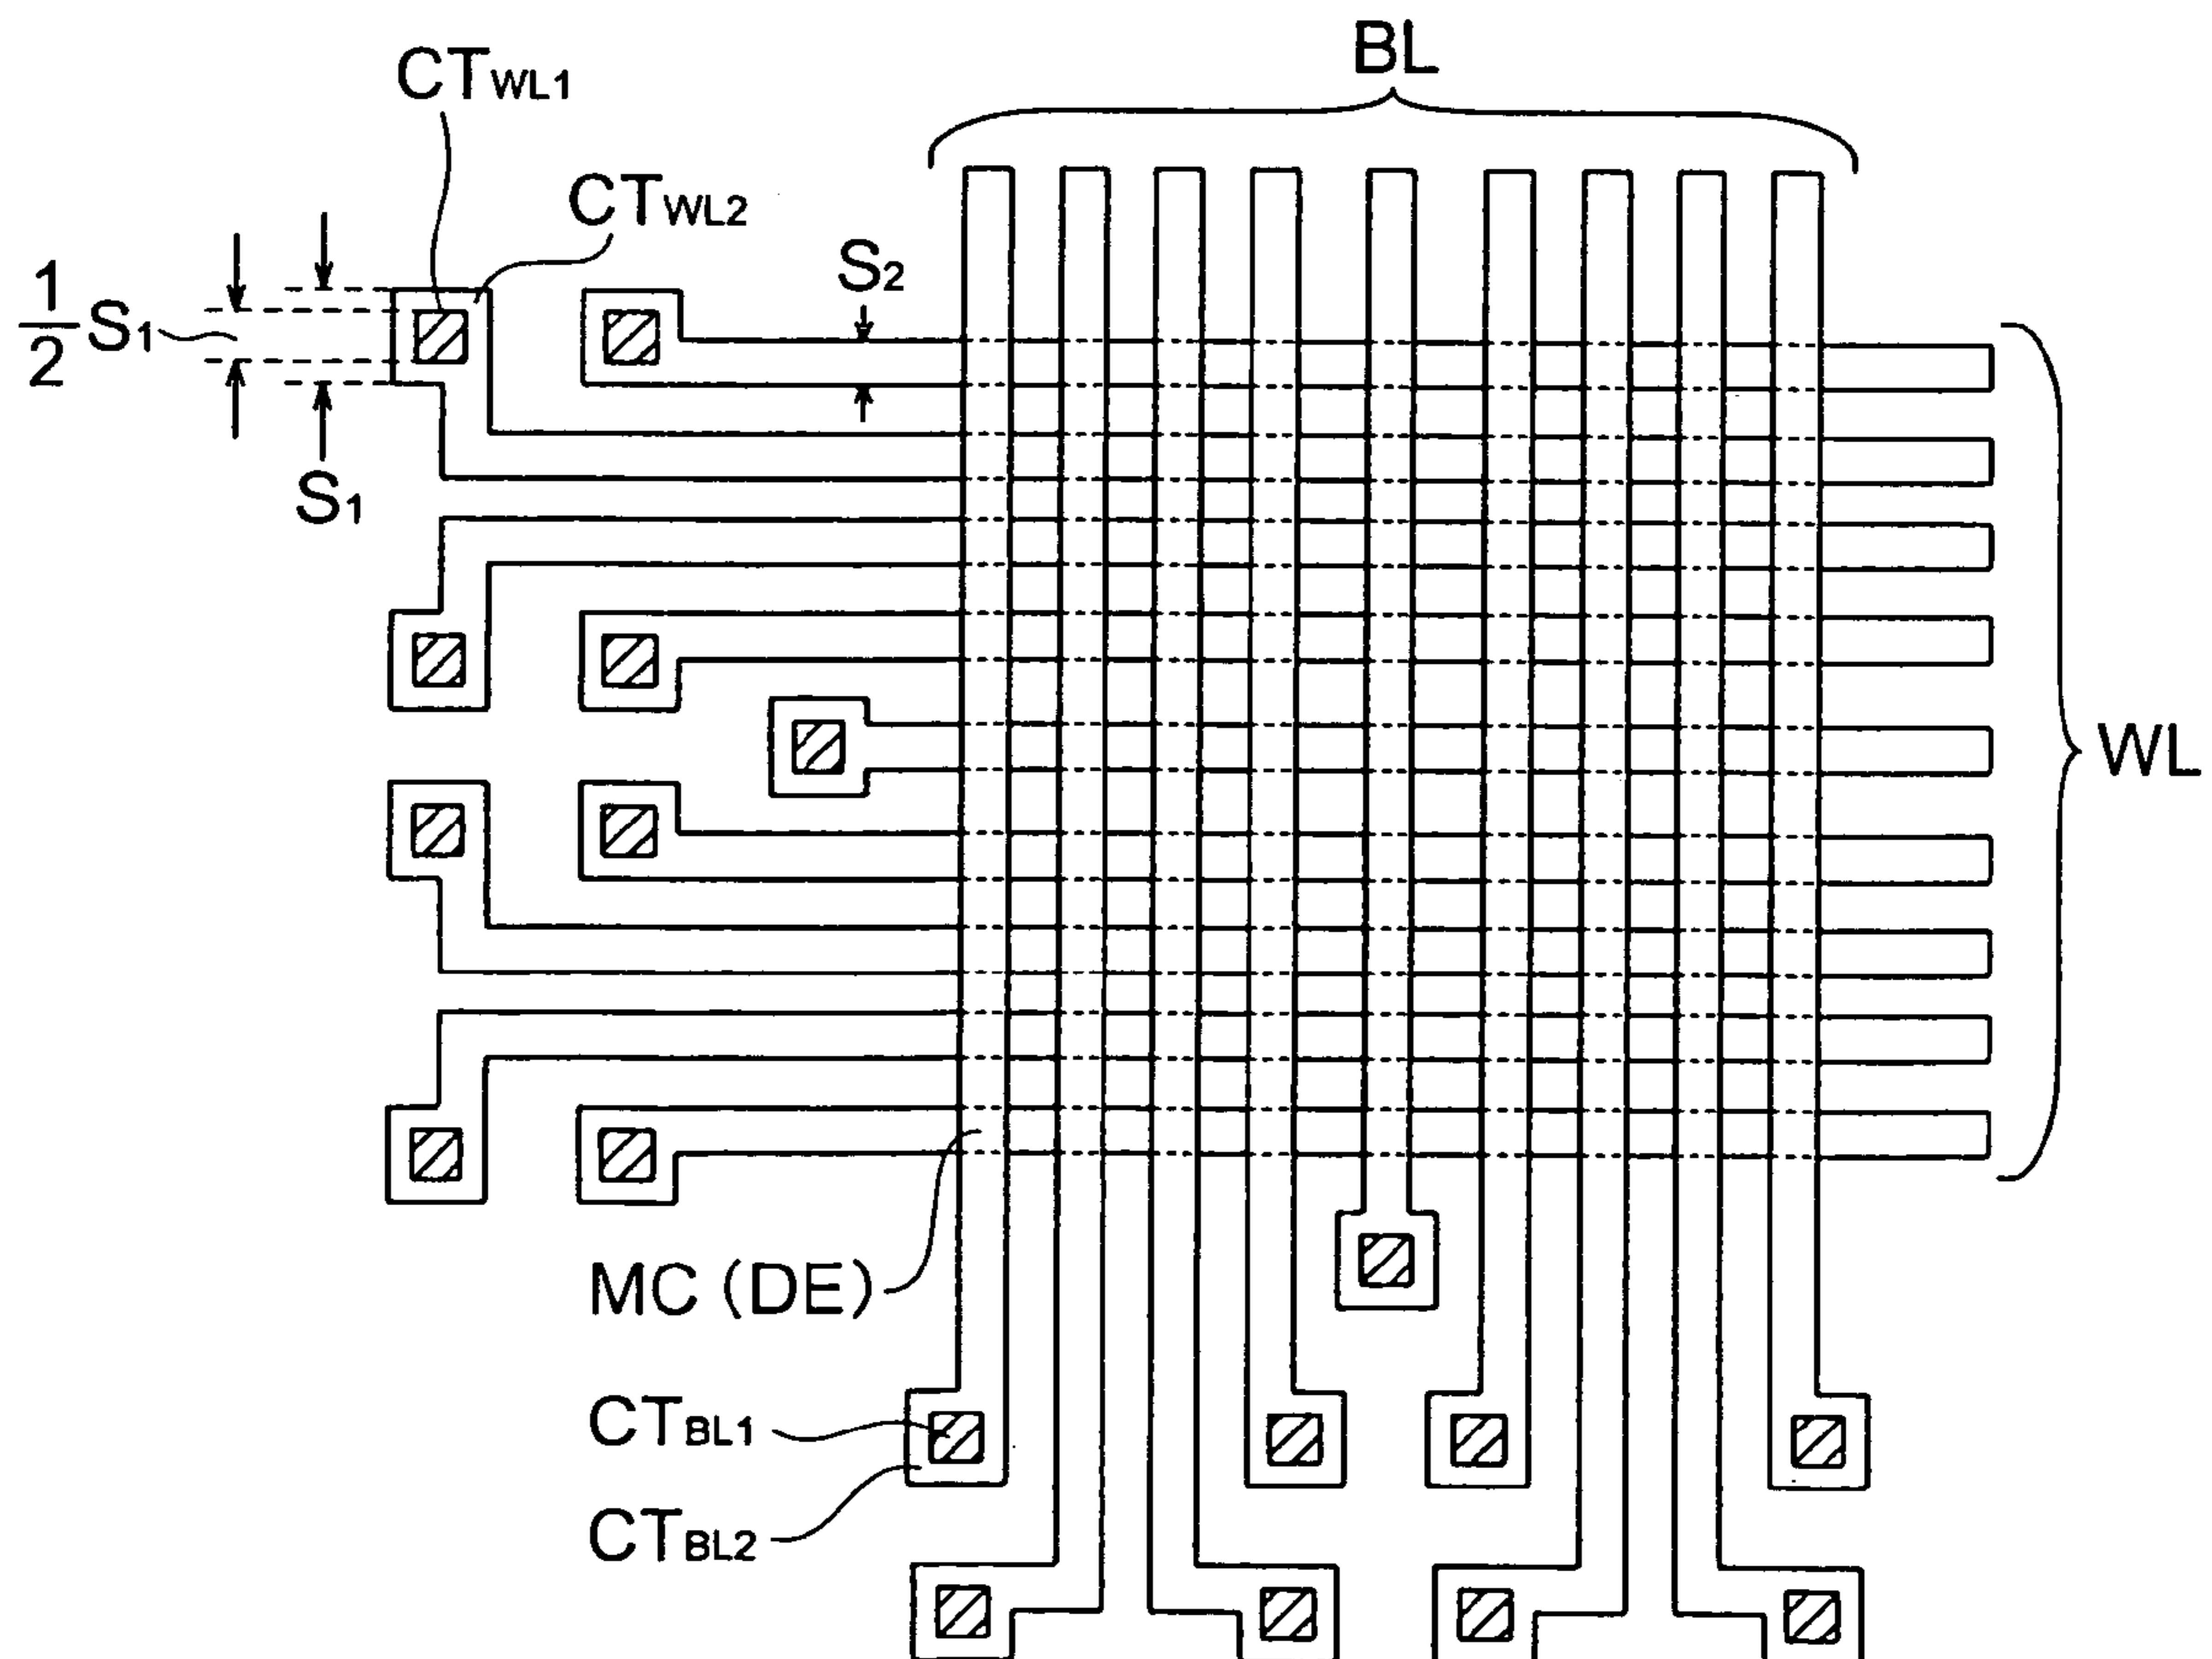 BL
CTWL1
CTWL2
S2
1/2 S1
S1
WL
MC (DE)
CTBL1
CTBL2